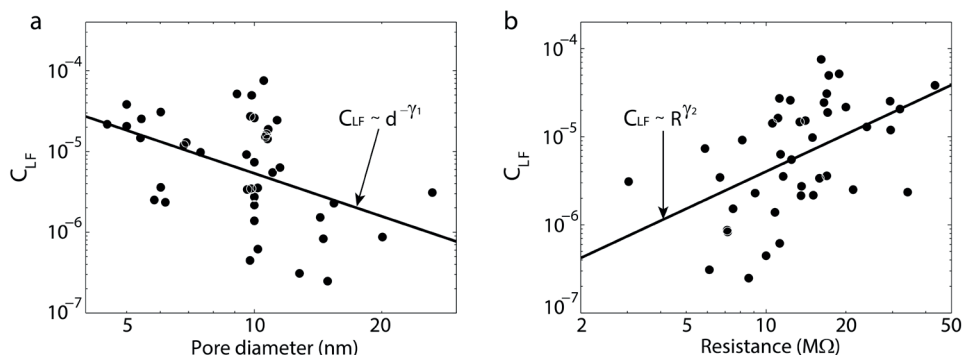 a
10⁻⁴
10⁻⁵
10⁻⁶
10⁻⁷
C_LF
C_LF ~ d^-γ₁
5
10
20
Pore diameter (nm)
b
10⁻⁴
10⁻⁵
10⁻⁶
10⁻⁷
C_LF
C_LF ~ R^γ₂
2
5
10
20
50
Resistance (MΩ)